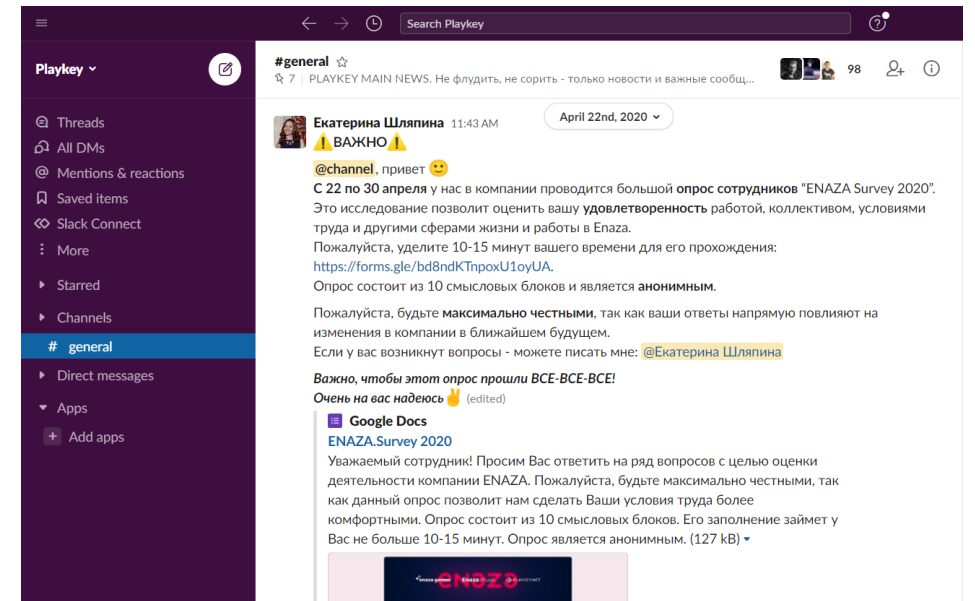 Search Playkey
Playkey
Threads
All DMs
Mentions & reactions
Saved items
Slack Connect
More
Starred
Channels
# general
Direct messages
Apps
+ Add apps
#general
7 | PLAYKEY MAIN NEWS. Не флудить, не сорить - только новости и важные сообщ...
98
April 22nd, 2020
Екатерина Шляпина 11:43 AM
⚠️ВАЖНО⚠️
@channel, привет 🙂
С 22 по 30 апреля у нас в компании проводится большой опрос сотрудников “ENAZA Survey 2020”.
Это исследование позволит оценить вашу удовлетворенность работой, коллективом, условиями
труда и другими сферами жизни и работы в Enaza.
Пожалуйста, уделите 10-15 минут вашего времени для его прохождения:
https://forms.gle/bd8ndKTnpoxU1oyUA.
Опрос состоит из 10 смысловых блоков и является анонимным.
Пожалуйста, будьте максимально честными, так как ваши ответы напрямую повлияют на
изменения в компании в ближайшем будущем.
Если у вас возникнут вопросы - можете писать мне: @Екатерина Шляпина
Важно, чтобы этот опрос прошли ВСЕ-ВСЕ-ВСЕ!
Очень на вас надеюсь ✌️ (edited)
Google Docs
ENAZA.Survey 2020
Уважаемый сотрудник! Просим Вас ответить на ряд вопросов с целью оценки
деятельности компании ENAZA. Пожалуйста, будьте максимально честными, так
как данный опрос позволит нам сделать Ваши условия труда более
комфортными. Опрос состоит из 10 смысловых блоков. Его заполнение займет у
Вас не больше 10-15 минут. Опрос является анонимным. (127 kB)
enaza